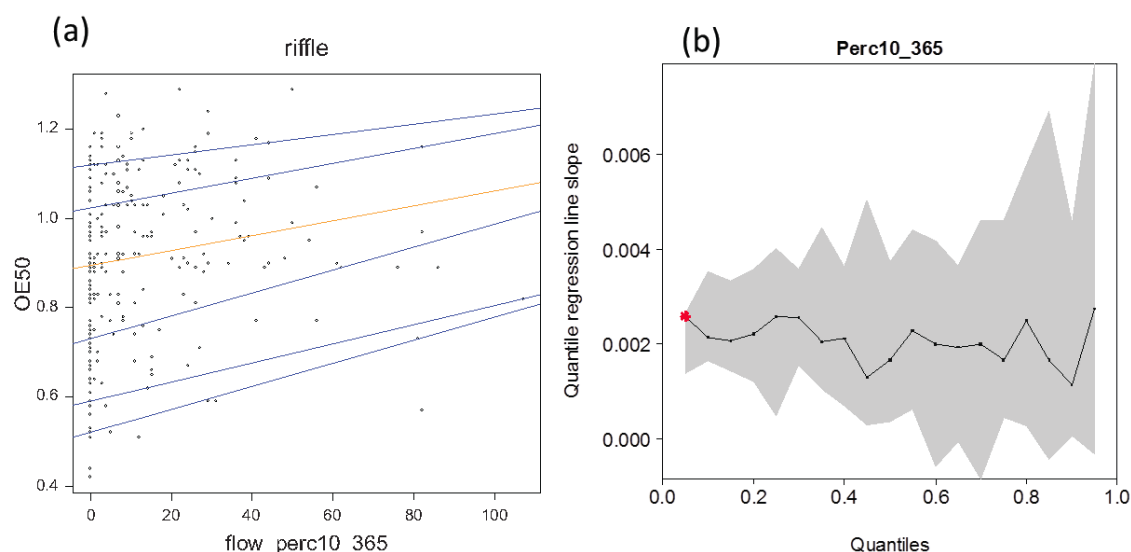 (a)
riffle
1.2
1.0
0.8
0.6
0.4
OE50
0 20 40 60 80 100
flow_perc10_365
(b)
Perc10_365
0.006
0.004
0.002
0.000
Quantile regression line slope
0.0 0.2 0.4 0.6 0.8 1.0
Quantiles